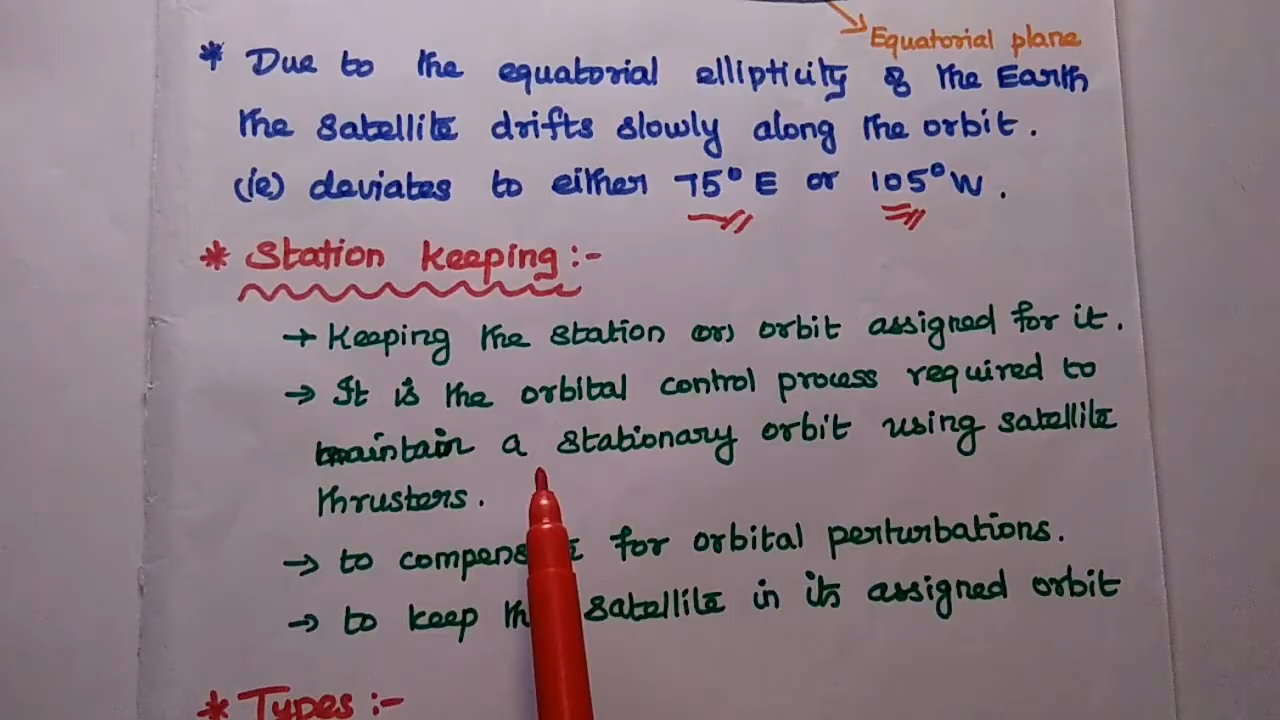 Equatorial plane
* Due to the equatorial ellipticity of the Earth
the satellite drifts slowly along the orbit.
(ie) deviates to either 75° E or 105° W.
* Station keeping :-
→ Keeping the station (or) orbit assigned for it.
→ It is the orbital control process required to
maintain a stationary orbit using satellite
thrusters.
→ to compensate for orbital perturbations.
→ to keep the satellite in its assigned orbit
* Types :-